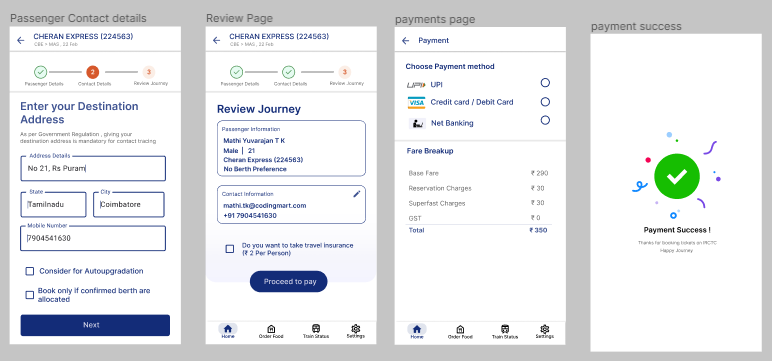 Passenger Contact details
CHERAN EXPRESS (224563)
CBE > MAS , 22 Feb
2
3
Passenger Details
Contact Details
Review Journey
Enter your Destination
Address
As per Government Regulation , giving your
destination address is mandatory for contact tracing.
Address Details
No 21, Rs Puram
State
Tamilnadu
City
Coimbatore
Mobile Number
7904541630
Consider for Autoupgradation
Book only if confirmed berth are
allocated
Next
Review Page
CHERAN EXPRESS (224563)
CBE > MAS , 22 Feb
3
Passenger Details
Contact Details
Review Journey
Review Journey
Passenger Information
Mathi Yuvarajan T K
Male | 21
Cheran Express (224563)
No Berth Preference
Contact Information
mathi.tk@codingmart.com
+91 7904541630
Do you want to take travel insurance
(₹ 2 Per Person)
Proceed to pay
Home
Order Food
Train Status
Settings
payments page
Payment
Choose Payment method
UPI
UPI
VISA
Credit card / Debit Card
Net Banking
Fare Breakup
Base Fare
₹ 290
Reservation Charges
₹ 30
Superfast Charges
₹ 30
GST
₹ 0
Total
₹ 350
Home
Order Food
Train Status
Settings
payment success
Payment Success !
Thanks for booking tickets on IRCTC
Happy Journey